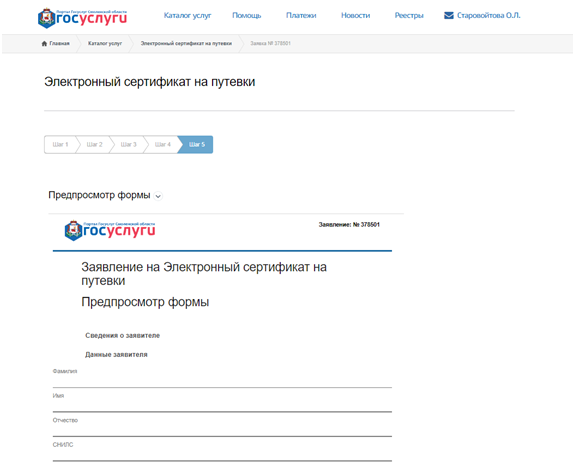 Портал Госуслуг Смоленской области
госуслуги
Каталог услуг Помощь Платежи Новости Реестры Старовойтова О.Л.
Главная Каталог услуг Электронный сертификат на путевки Заявка № 378501
Электронный сертификат на путевки
Шаг 1 Шаг 2 Шаг 3 Шаг 4 Шаг 5
Предпросмотр формы
Портал Госуслуг Смоленской области
госуслуги
Заявление: № 378501
Заявление на Электронный сертификат на
путевки
Предпросмотр формы
Сведения о заявителе
Данные заявителя
Фамилия
Имя
Отчество
СНИЛС